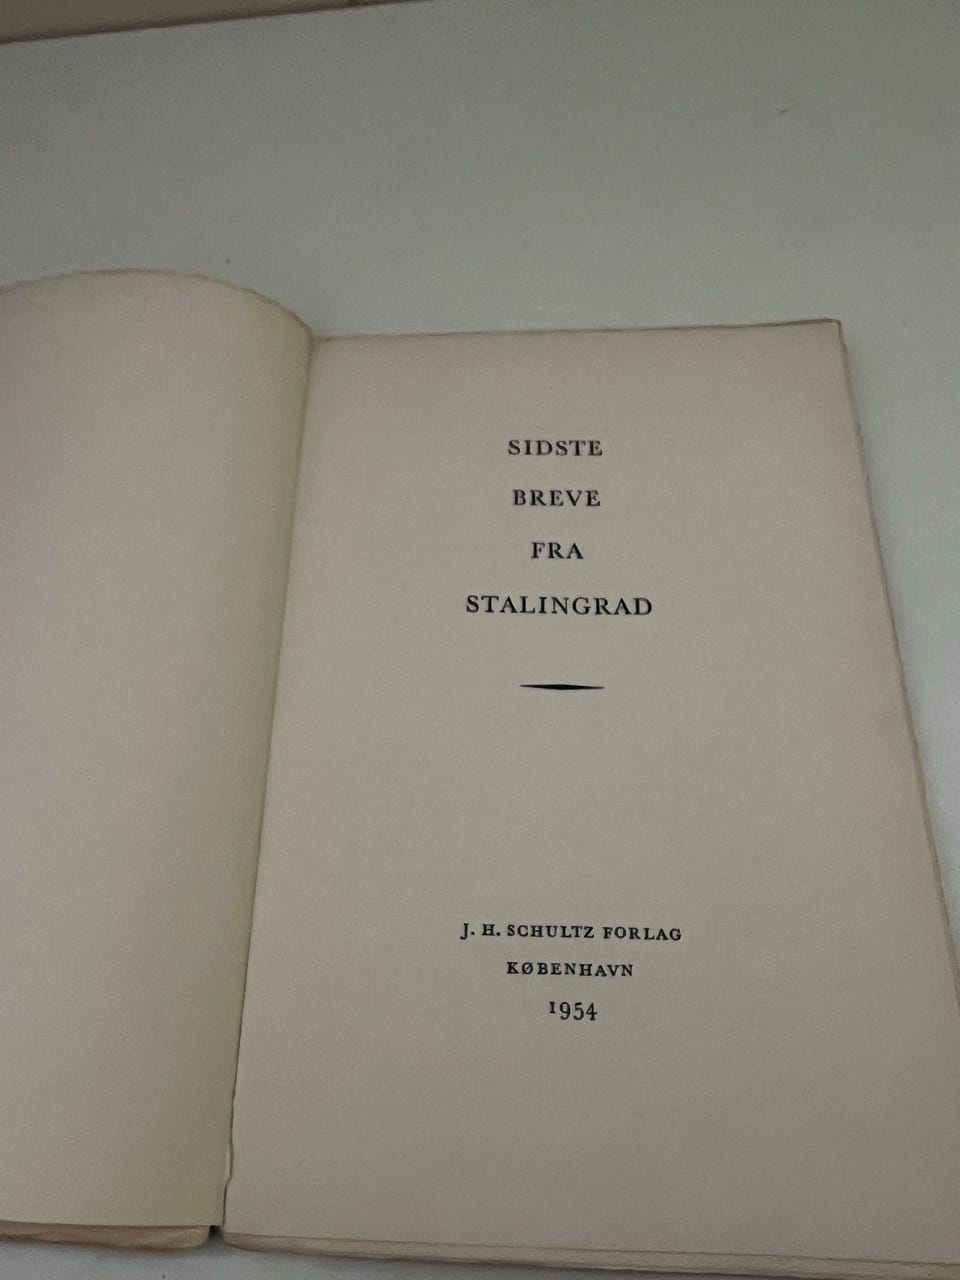 SIDSTE
BREVE
FRA
STALINGRAD
J. H. SCHULTZ FORLAG
KØBENHAVN
1954